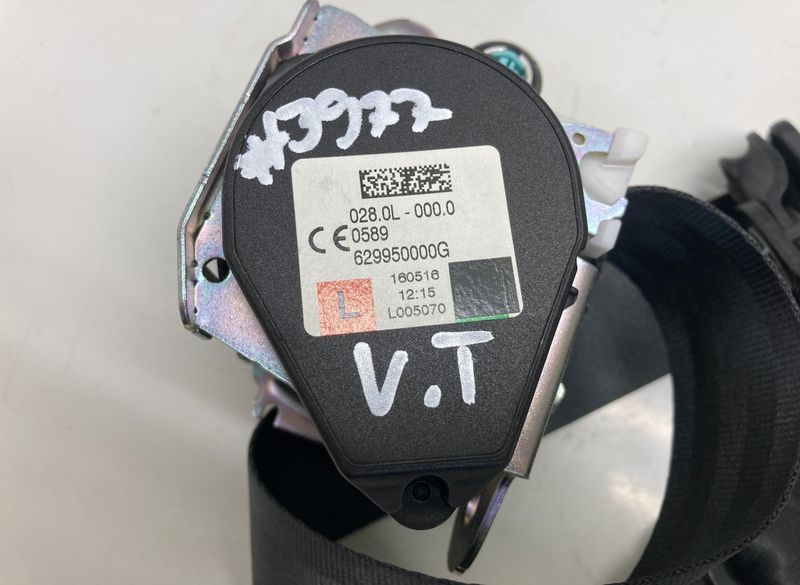 #3977
028.0L - 000.0
CE 0589
629950000G
160516
L 12:15
L005070
V.T